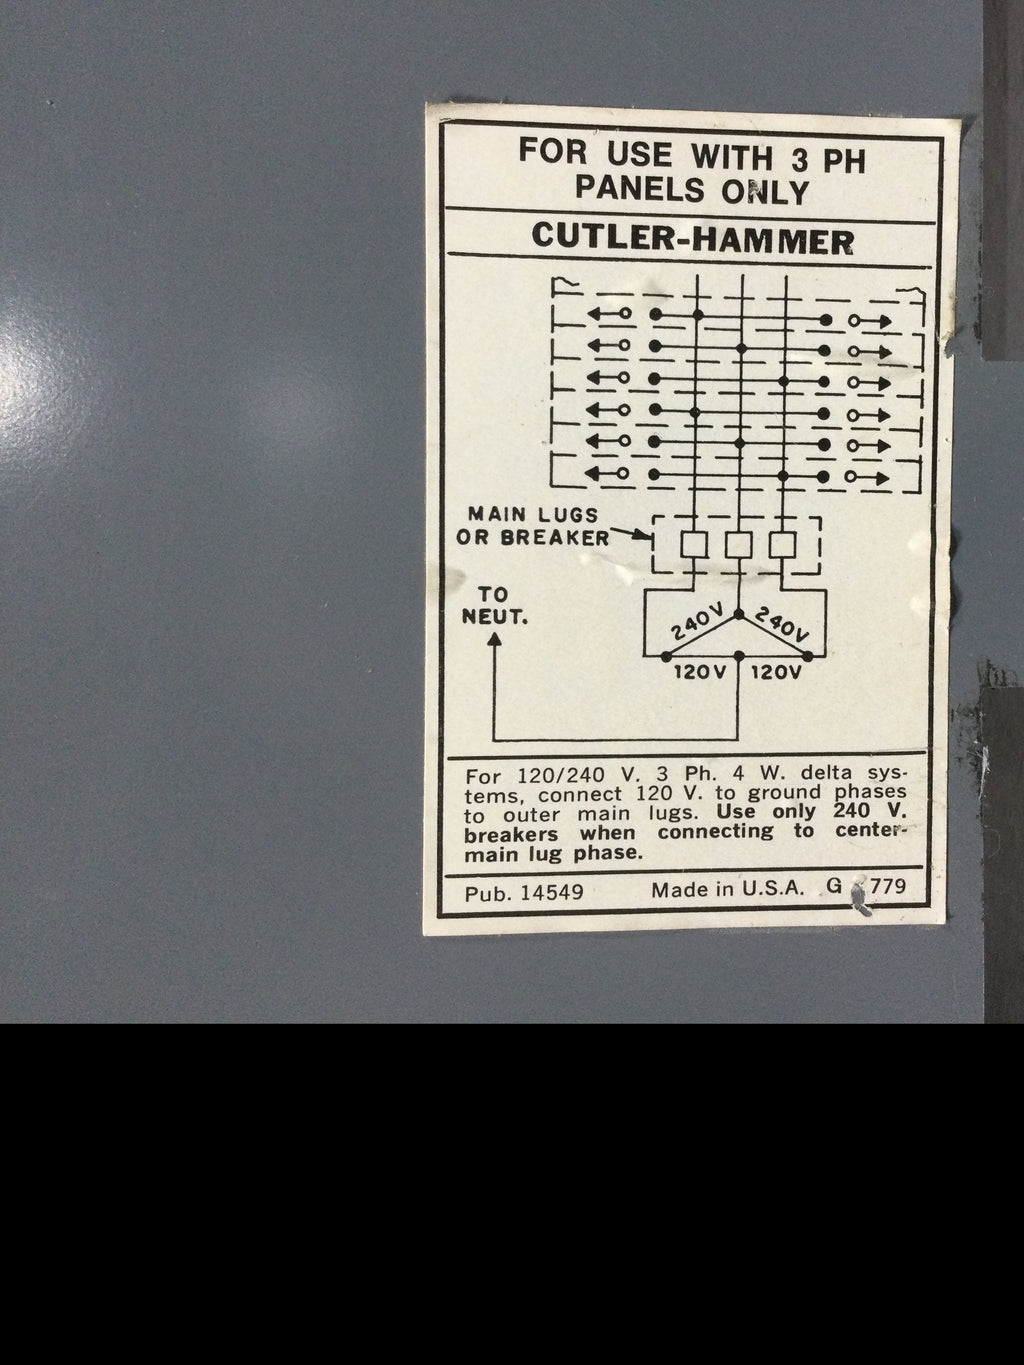 FOR USE WITH 3 PH
PANELS ONLY
CUTLER-HAMMER
MAIN LUGS
OR BREAKER
TO
NEUT.
240V 240V
120V 120V
For 120/240 V. 3 Ph. 4 W. delta sys-
tems, connect 120 V. to ground phases
to outer main lugs. Use only 240 V.
breakers when connecting to center-
main lug phase.
Pub. 14549 Made in U.S.A. G 779